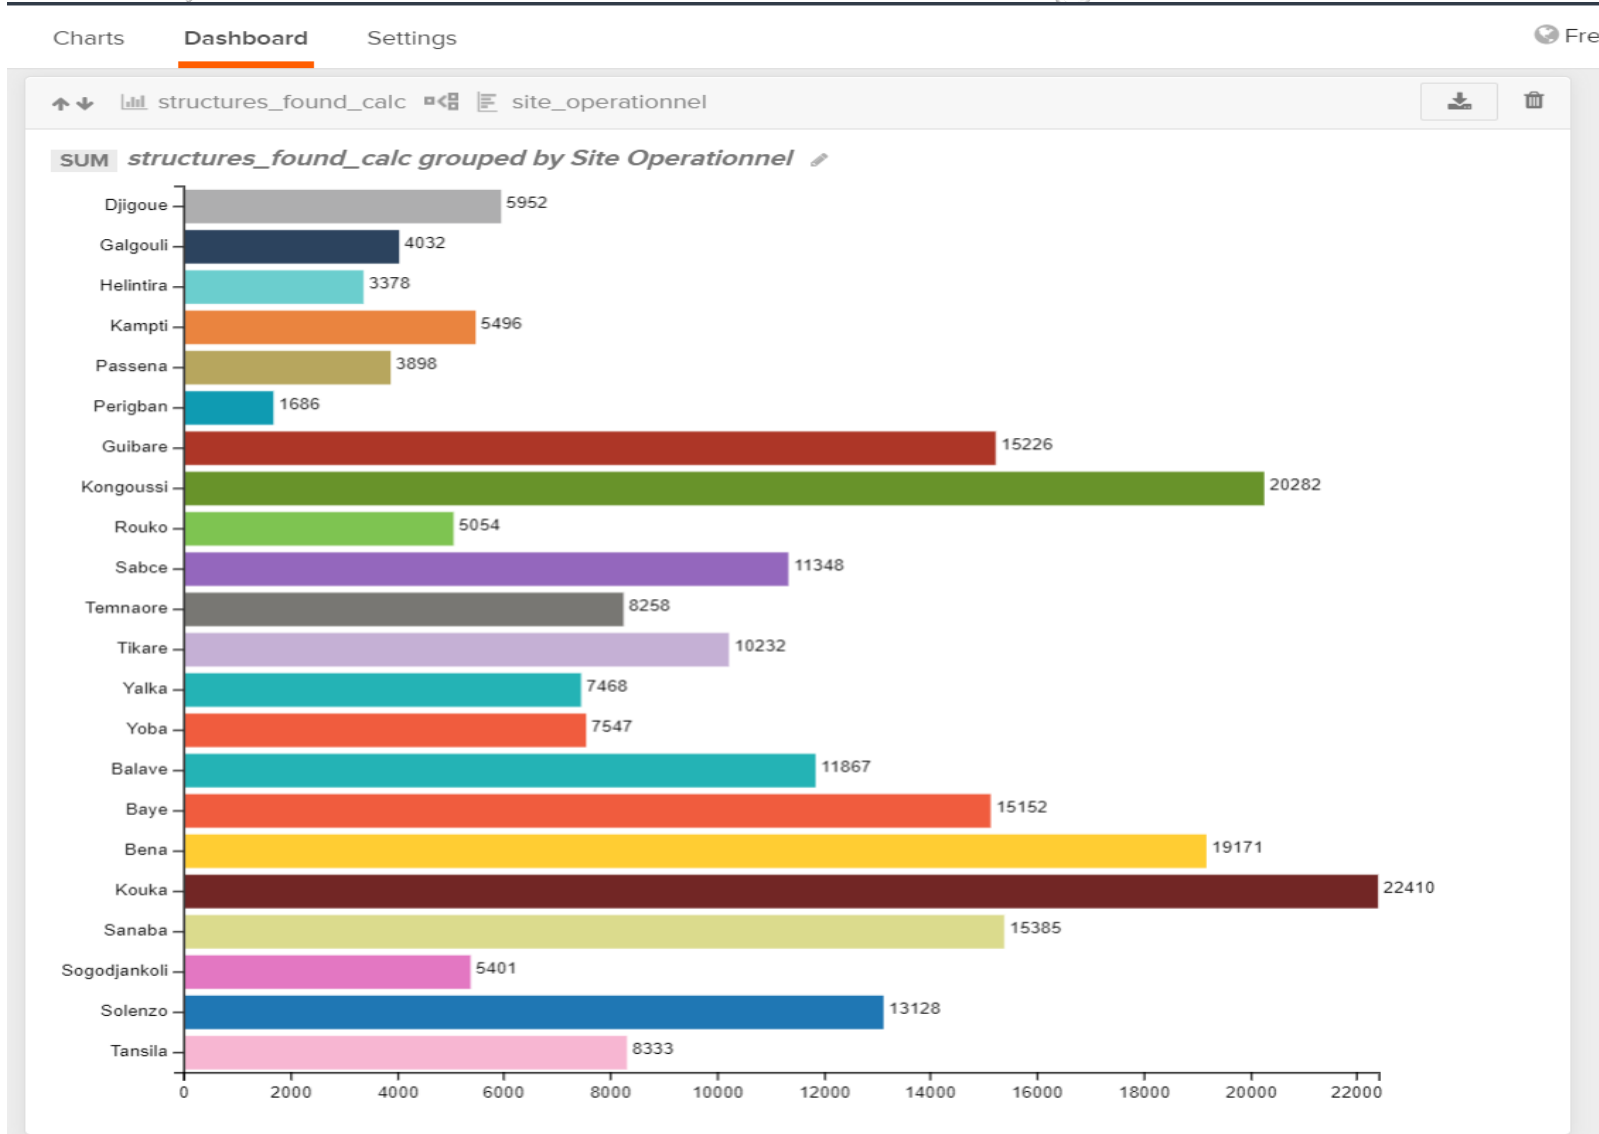 Charts Dashboard Settings Fre
structures_found_calc site_operationnel
SUM structures_found_calc grouped by Site Operationnel
Djigoue 5952
Galgouli 4032
Helintira 3378
Kampti 5496
Passena 3898
Perigban 1686
Guibare 15226
Kongoussi 20282
Rouko 5054
Sabce 11348
Temnaore 8258
Tikare 10232
Yalka 7468
Yoba 7547
Balave 11867
Baye 15152
Bena 19171
Kouka 22410
Sanaba 15385
Sogodjankoli 5401
Solenzo 13128
Tansila 8333
0 2000 4000 6000 8000 10000 12000 14000 16000 18000 20000 22000